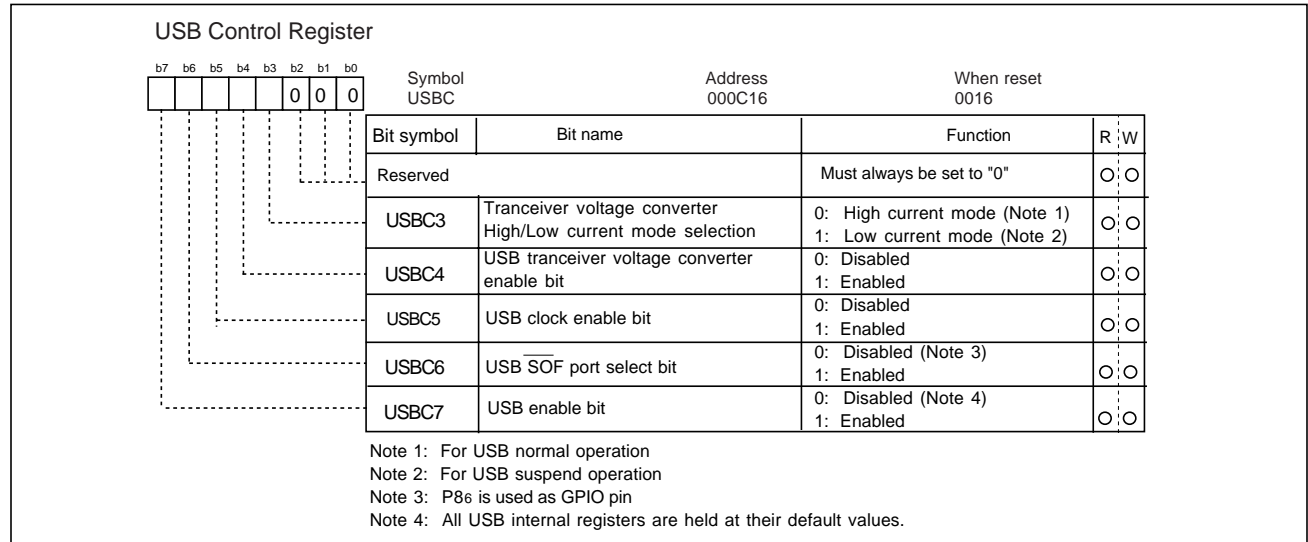 USB Control Register
b7 b6 b5 b4 b3 b2 b1 b0
0 0 0
Symbol Address When reset
USBC 000C16 0016
Bit symbol Bit name Function R W
Reserved Must always be set to "0" O O
USBC3 Tranceiver voltage converter 0: High current mode (Note 1) O O
High/Low current mode selection 1: Low current mode (Note 2)
USBC4 USB tranceiver voltage converter 0: Disabled O O
enable bit 1: Enabled
USBC5 USB clock enable bit 0: Disabled O O
1: Enabled
USBC6 USB SOF port select bit 0: Disabled (Note 3) O O
1: Enabled
USBC7 USB enable bit 0: Disabled (Note 4) O O
1: Enabled
Note 1: For USB normal operation
Note 2: For USB suspend operation
Note 3: P86 is used as GPIO pin
Note 4: All USB internal registers are held at their default values.